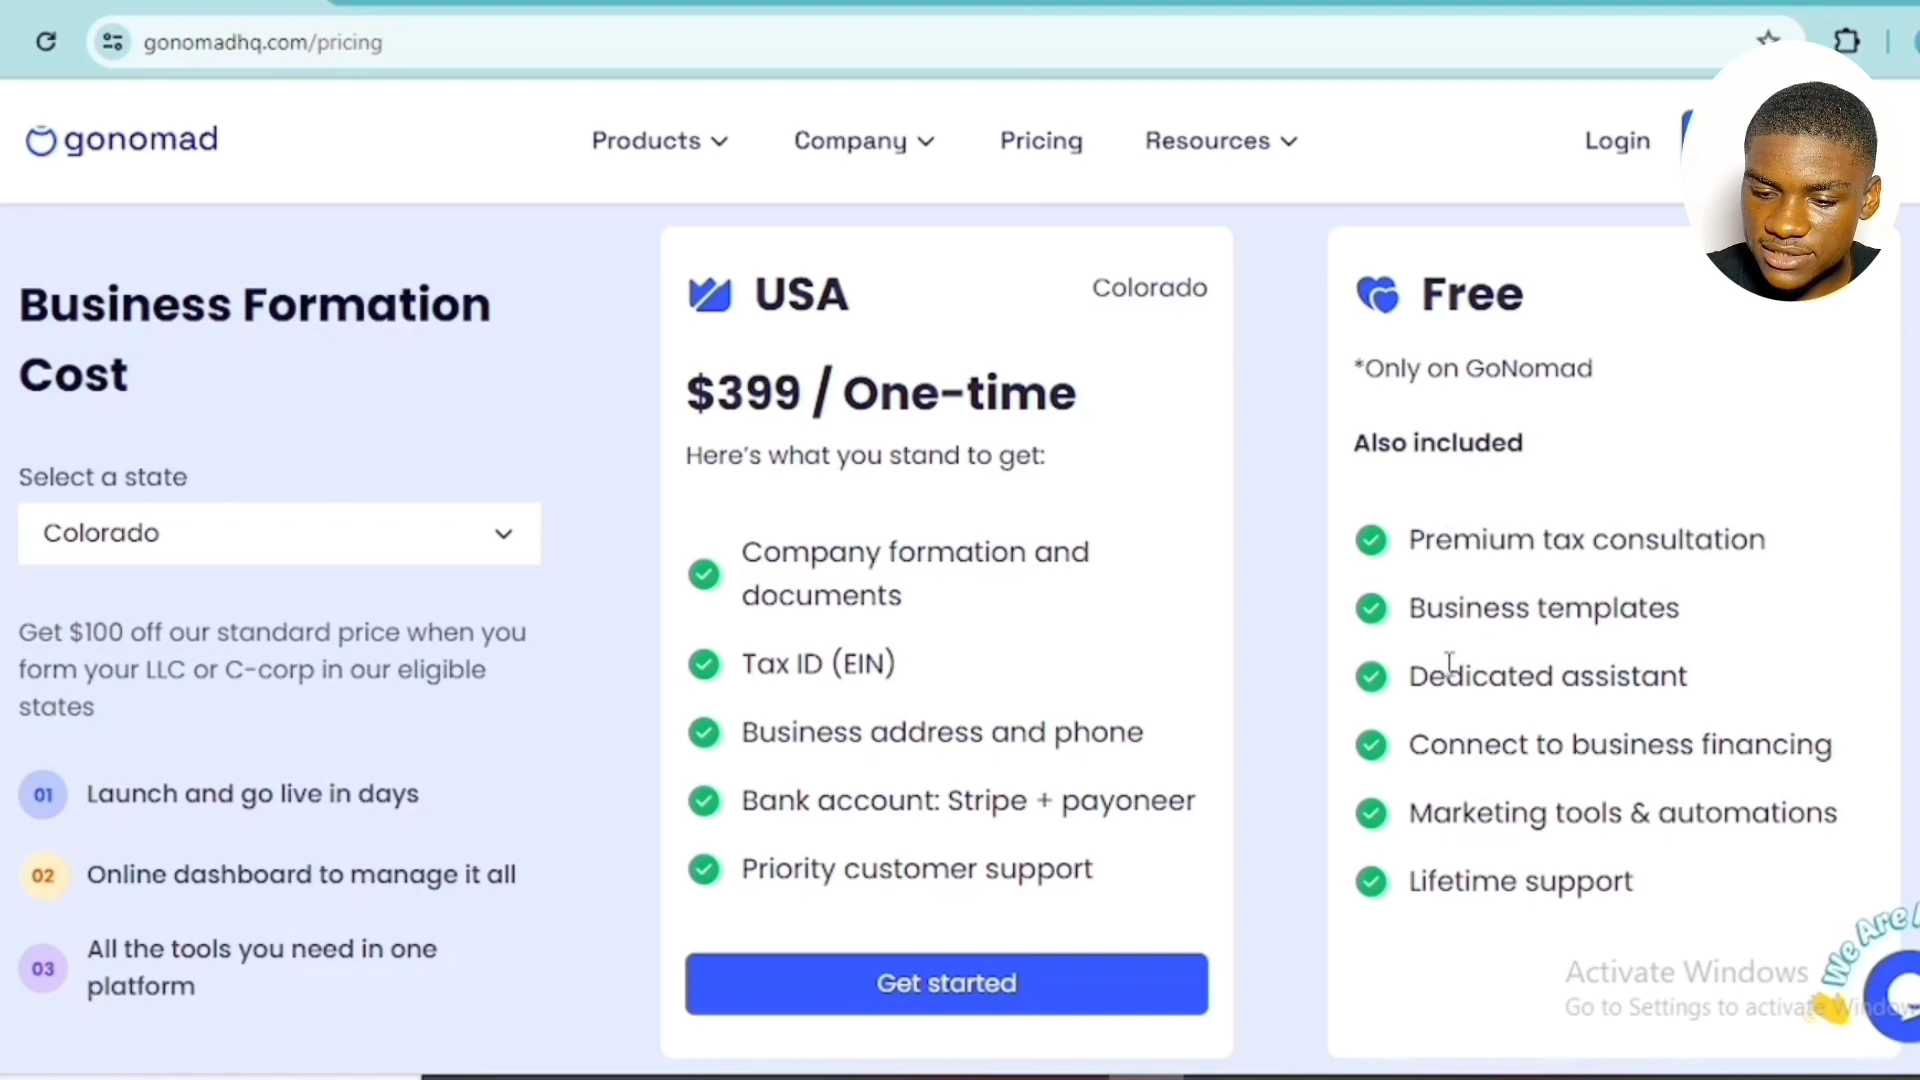 gonomadhq.com/pricing
gonomad
Products
Company
Pricing
Resources
Login
Business Formation
Cost
Select a state
Colorado
Get $100 off our standard price when you
form your LLC or C-corp in our eligible
states
01 Launch and go live in days
02 Online dashboard to manage it all
03 All the tools you need in one
platform
USA
Colorado
$399 / One-time
Here's what you stand to get:
Company formation and
documents
Tax ID (EIN)
Business address and phone
Bank account: Stripe + payoneer
Priority customer support
Get started
Free
*Only on GoNomad
Also included
Premium tax consultation
Business templates
Dedicated assistant
Connect to business financing
Marketing tools & automations
Lifetime support
We Are
Activate Windows
Go to Settings to activate Windows